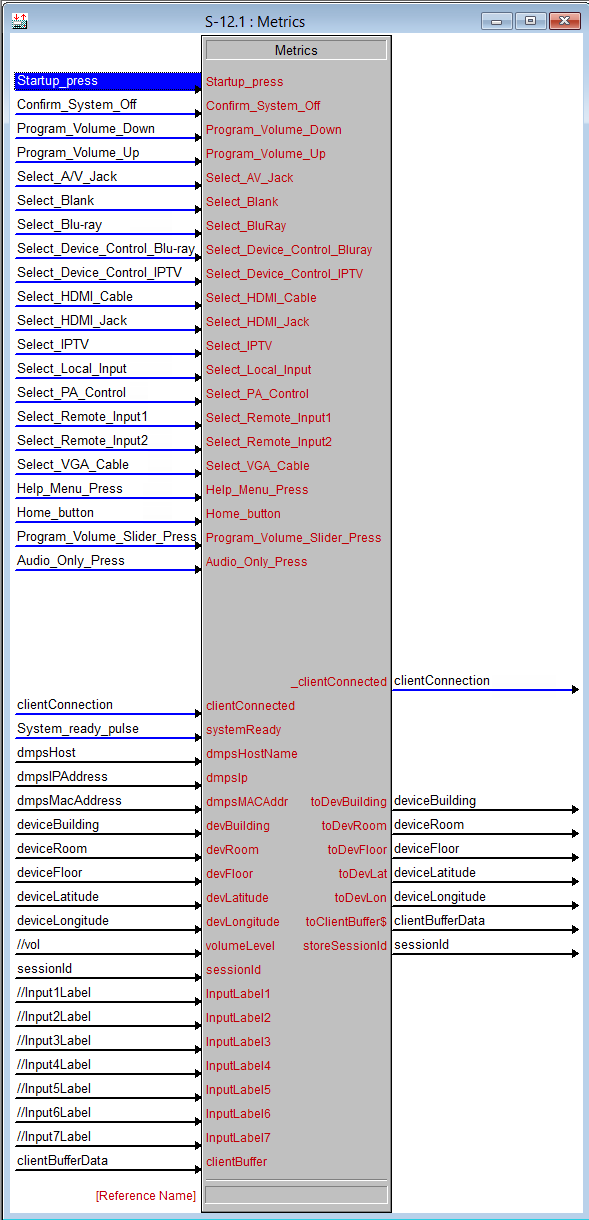 S-12.1 : Metrics
Metrics
Startup_press Startup_press
Confirm_System_Off Confirm_System_Off
Program_Volume_Down Program_Volume_Down
Program_Volume_Up Program_Volume_Up
Select_A/V_Jack Select_AV_Jack
Select_Blank Select_Blank
Select_Blu-ray Select_BluRay
Select_Device_Control_Blu-ray Select_Device_Control_Bluray
Select_Device_Control_IPTV Select_Device_Control_IPTV
Select_HDMI_Cable Select_HDMI_Cable
Select_HDMI_Jack Select_HDMI_Jack
Select_IPTV Select_IPTV
Select_Local_Input Select_Local_Input
Select_PA_Control Select_PA_Control
Select_Remote_Input1 Select_Remote_Input1
Select_Remote_Input2 Select_Remote_Input2
Select_VGA_Cable Select_VGA_Cable
Help_Menu_Press Help_Menu_Press
Home_button Home_button
Program_Volume_Slider_Press Program_Volume_Slider_Press
Audio_Only_Press Audio_Only_Press
_clientConnected clientConnection
clientConnection clientConnected
System_ready_pulse systemReady
dmpsHost dmpsHostName
dmpsIPAddress dmpsIp
dmpsMacAddress dmpsMACAddr toDevBuilding deviceBuilding
deviceBuilding devBuilding toDevRoom deviceRoom
deviceRoom devRoom toDevFloor deviceFloor
deviceFloor devFloor toDevLat deviceLatitude
deviceLatitude devLatitude toDevLon deviceLongitude
deviceLongitude devLongitude toClientBuffer$ clientBufferData
//vol volumeLevel storeSessionId sessionId
sessionId sessionId
//Input1Label InputLabel1
//Input2Label InputLabel2
//Input3Label InputLabel3
//Input4Label InputLabel4
//Input5Label InputLabel5
//Input6Label InputLabel6
//Input7Label InputLabel7
clientBufferData clientBuffer
[Reference Name]